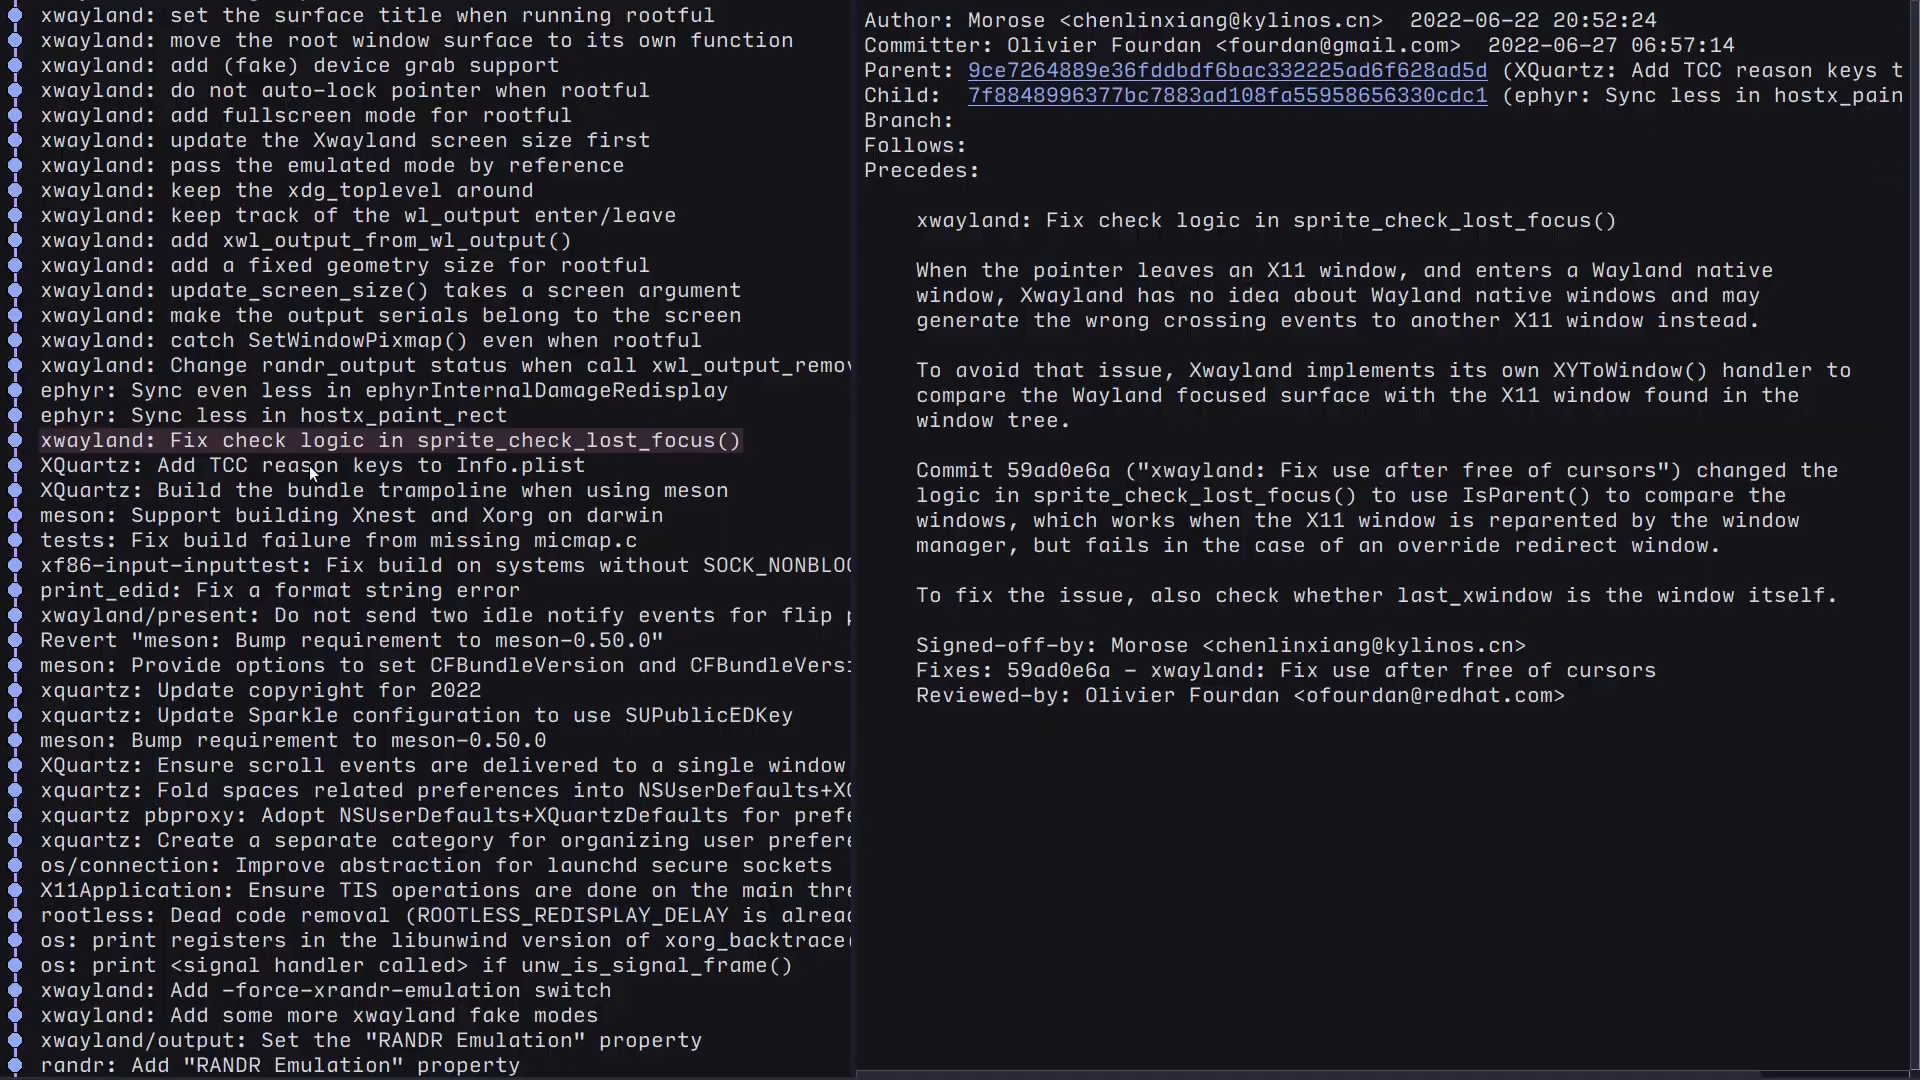 xwayland: set the surface title when running rootful
xwayland: move the root window surface to its own function
xwayland: add (fake) device grab support
xwayland: do not auto-lock pointer when rootful
xwayland: add fullscreen mode for rootful
xwayland: update the Xwayland screen size first
xwayland: pass the emulated mode by reference
xwayland: keep the xdg_toplevel around
xwayland: keep track of the wl_output enter/leave
xwayland: add xwl_output_from_wl_output()
xwayland: add a fixed geometry size for rootful
xwayland: update_screen_size() takes a screen argument
xwayland: make the output serials belong to the screen
xwayland: catch SetWindowPixmap() even when rootful
xwayland: Change randr_output status when call xwl_output_remov
ephyr: Sync even less in ephyrInternalDamageRedisplay
ephyr: Sync less in hostx_paint_rect
xwayland: Fix check logic in sprite_check_lost_focus()
XQuartz: Add TCC reason keys to Info.plist
XQuartz: Build the bundle trampoline when using meson
meson: Support building Xnest and Xorg on darwin
tests: Fix build failure from missing micmap.c
xf86-input-inputtest: Fix build on systems without SOCK_NONBLOC
print_edid: Fix a format string error
xwayland/present: Do not send two idle notify events for flip p
Revert "meson: Bump requirement to meson-0.50.0"
meson: Provide options to set CFBundleVersion and CFBundleVersi
xquartz: Update copyright for 2022
xquartz: Update Sparkle configuration to use SUPublicEDKey
meson: Bump requirement to meson-0.50.0
XQuartz: Ensure scroll events are delivered to a single window
xquartz: Fold spaces related preferences into NSUserDefaults+XQ
xquartz pbproxy: Adopt NSUserDefaults+XQuartzDefaults for prefe
xquartz: Create a separate category for organizing user prefere
os/connection: Improve abstraction for launchd secure sockets
X11Application: Ensure TIS operations are done on the main thre
rootless: Dead code removal (ROOTLESS_REDISPLAY_DELAY is alread
os: print registers in the libunwind version of xorg_backtrace(
os: print <signal handler called> if unw_is_signal_frame()
xwayland: Add -force-xrandr-emulation switch
xwayland: Add some more xwayland fake modes
xwayland/output: Set the "RANDR Emulation" property
randr: Add "RANDR Emulation" property
Author: Morose <chenlinxiang@kylinos.cn>  2022-06-22 20:52:24
Committer: Olivier Fourdan <fourdan@gmail.com>  2022-06-27 06:57:14
Parent: 9ce7264889e36fddbdf6bac332225ad6f628ad5d (XQuartz: Add TCC reason keys t
Child:  7f8848996377bc7883ad108fa55958656330cdc1 (ephyr: Sync less in hostx_pain
Branch:
Follows:
Precedes:
xwayland: Fix check logic in sprite_check_lost_focus()
When the pointer leaves an X11 window, and enters a Wayland native
window, Xwayland has no idea about Wayland native windows and may
generate the wrong crossing events to another X11 window instead.
To avoid that issue, Xwayland implements its own XYToWindow() handler to
compare the Wayland focused surface with the X11 window found in the
window tree.
Commit 59ad0e6a ("xwayland: Fix use after free of cursors") changed the
logic in sprite_check_lost_focus() to use IsParent() to compare the
windows, which works when the X11 window is reparented by the window
manager, but fails in the case of an override redirect window.
To fix the issue, also check whether last_xwindow is the window itself.
Signed-off-by: Morose <chenlinxiang@kylinos.cn>
Fixes: 59ad0e6a - xwayland: Fix use after free of cursors
Reviewed-by: Olivier Fourdan <ofourdan@redhat.com>